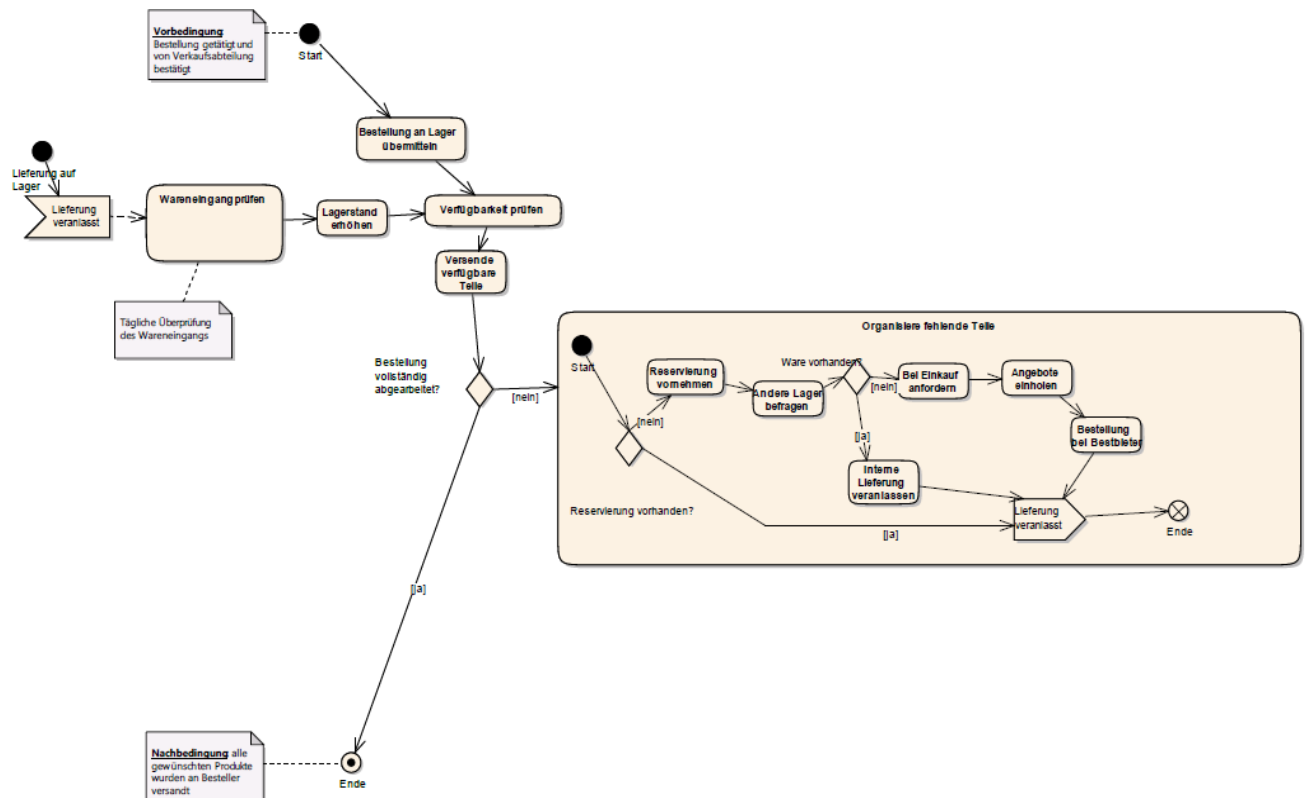 Vorbedingung
Bestellung getätigt und
von Verkaufsabteilung
bestätigt
Start
Bestellung an Lager
übermitteln
Lieferung auf
Lager
Lieferung
veranlasst
Wareneingang prüfen
Lagerstand
erhöhen
Verfügbarkeit prüfen
Versende
verfügbare
Teile
Tägliche Überprüfung
des Wareneingangs
Bestellung
vollständig
abgearbeitet?
[nein]
[ja]
Organisiere fehlende Teile
Start
Reservierung
vornehmen
Ware vorhanden?
Bei Einkauf
anfordern
Angebote
einholen
Andere Lager
befragen
[nein]
[nein]
[ja]
Bestellung
bei Bestbieter
Interne
Lieferung
veranlassen
Reservierung vorhanden?
Lieferung
veranlasst
[ja]
Ende
Nachbedingung alle
gewünschten Produkte
wurden an Besteller
versandt
Ende